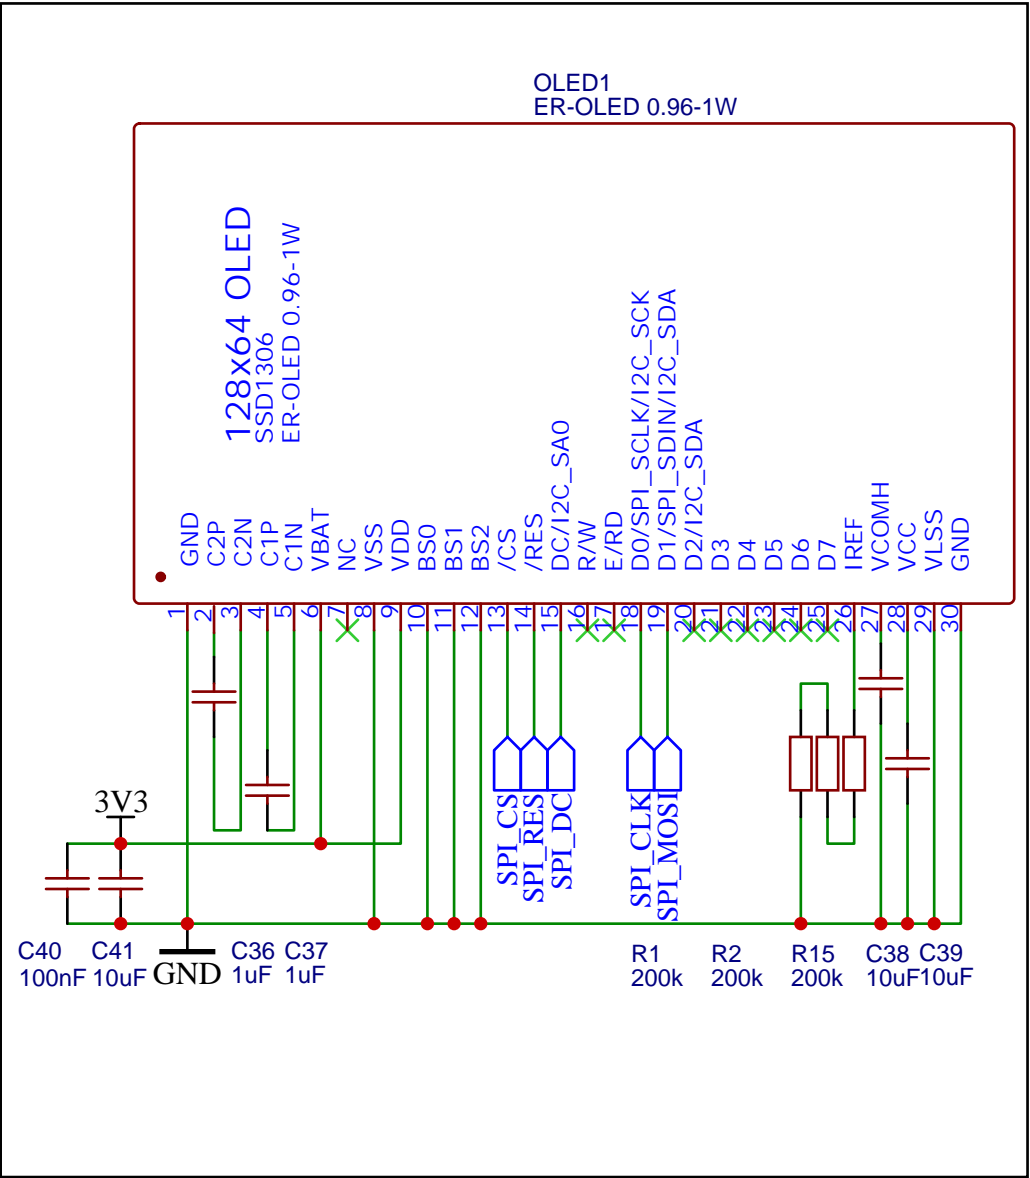 OLED1
ER-OLED 0.96-1W
128x64 OLED
SSD1306
ER-OLED 0.96-1W
GND
C2P
C2N
C1P
C1N
VBAT
NC
VSS
VDD
BS0
BS1
BS2
/CS
/RES
DC/I2C_SA0
R/W
E/RD
D0/SPI_SCLK/I2C_SCK
D1/SPI_SDIN/I2C_SDA
D2/I2C_SDA
D3
D4
D5
D6
D7
IREF
VCOMH
VCC
VLSS
GND
1
2
3
4
5
6
7
8
9
10
11
12
13
14
15
16
17
18
19
20
21
22
23
24
25
26
27
28
29
30
3V3
SPI_CS
SPI_RES
SPI_DC
SPI_CLK
SPI_MOSI
C40
100nF
C41
10uF
GND
C36
1uF
C37
1uF
R1
200k
R2
200k
R15
200k
C38
10uF
C39
10uF